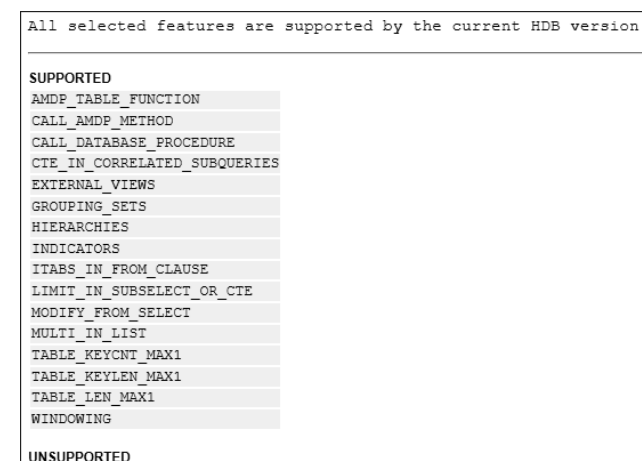 All selected features are supported by the current HDB version
SUPPORTED
AMDP_TABLE_FUNCTION
CALL_AMDP_METHOD
CALL_DATABASE_PROCEDURE
CTE_IN_CORRELATED_SUBQUERIES
EXTERNAL_VIEWS
GROUPING_SETS
HIERARCHIES
INDICATORS
ITABS_IN_FROM_CLAUSE
LIMIT_IN_SUBSELECT_OR_CTE
MODIFY_FROM_SELECT
MULTI_IN_LIST
TABLE_KEYCNT_MAX1
TABLE_KEYLEN_MAX1
TABLE_LEN_MAX1
WINDOWING
UNSUPPORTED